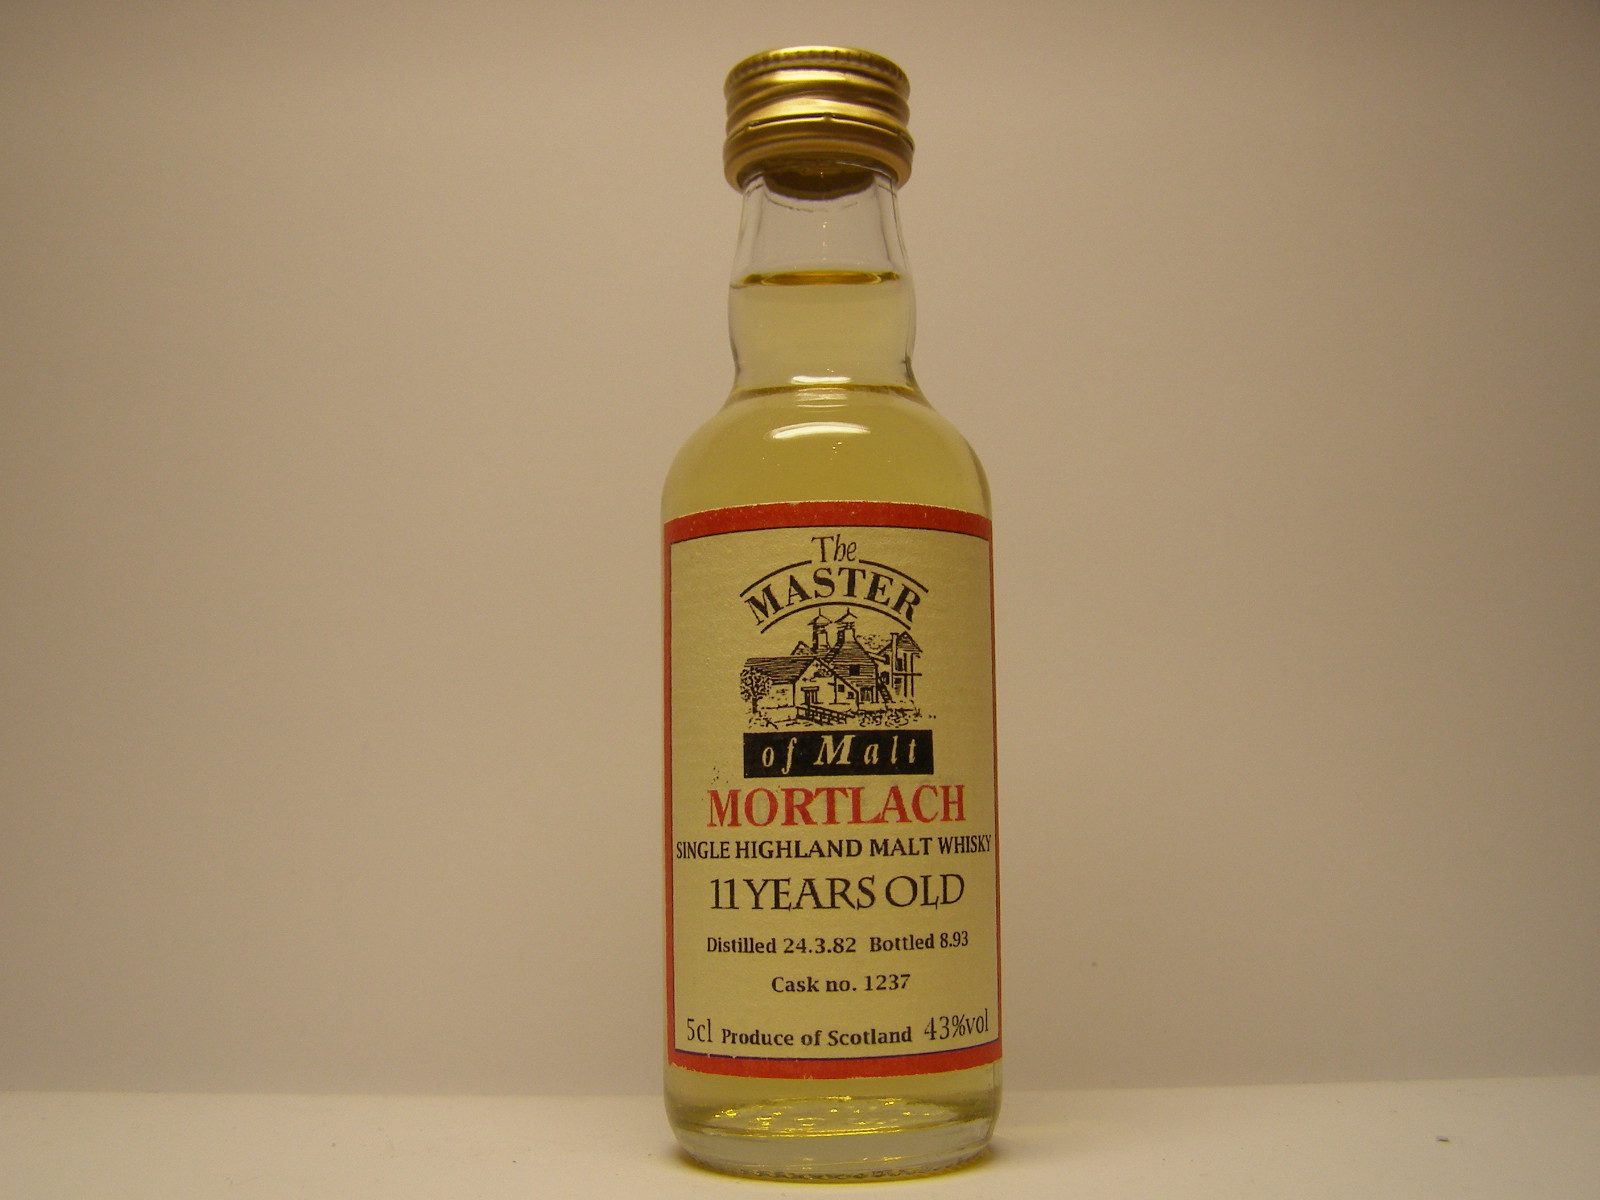 The
MASTER
of Malt
MORTLACH
SINGLE HIGHLAND MALT WHISKY
11 YEARS OLD
Distilled 24.3.82 Bottled 8.93
Cask no. 1237
5cl Produce of Scotland 43%vol